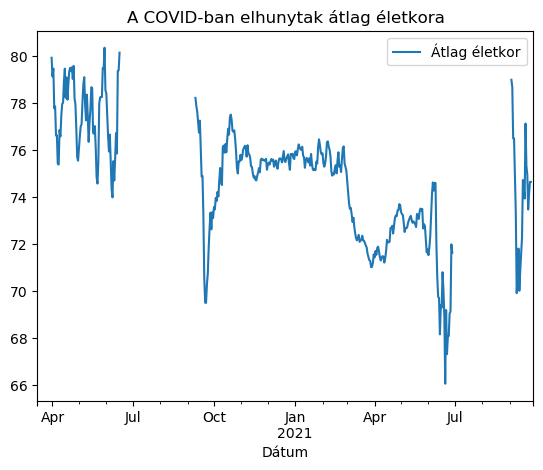 A COVID-ban elhunytak átlag életkora
Átlag életkor
80
78
76
74
72
70
68
66
Apr Jul Oct Jan Apr Jul
2021
Dátum